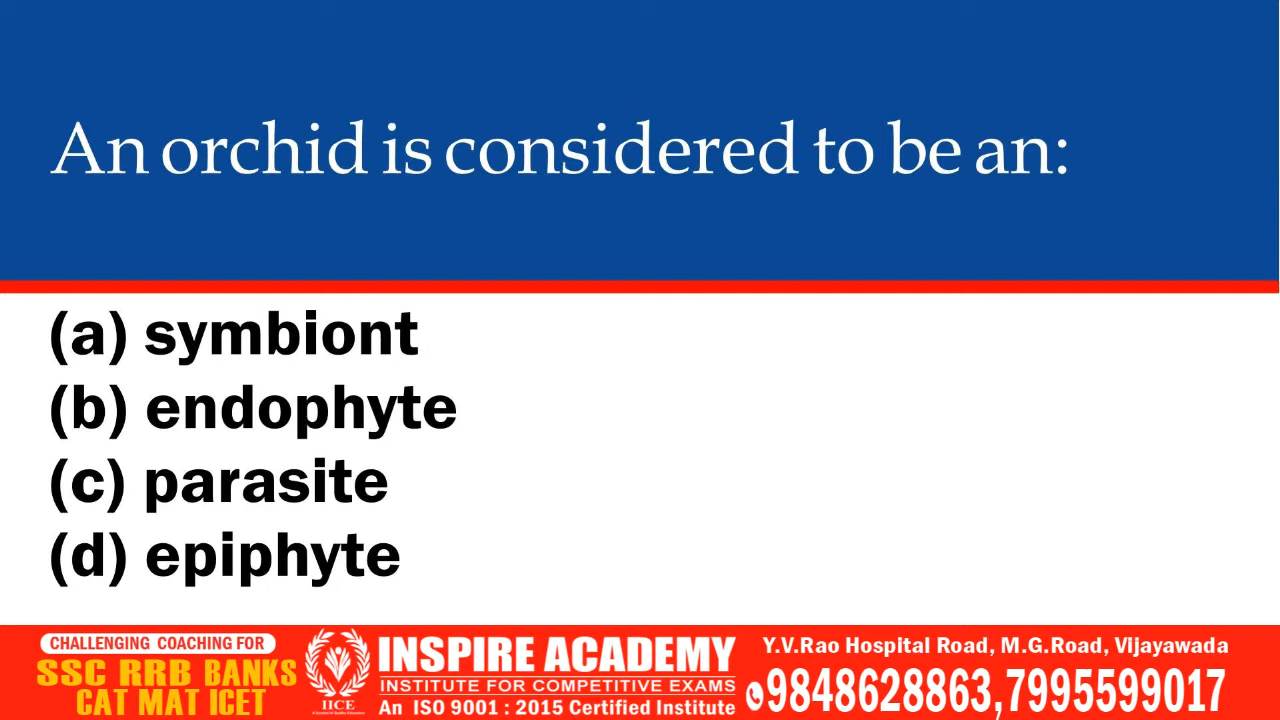 An orchid is considered to be an:
(a) symbiont
(b) endophyte
(c) parasite
(d) epiphyte
CHALLENGING COACHING FOR
SSC RRB BANKS
CAT MAT ICET
IICE
INSPIRE ACADEMY
INSTITUTE FOR COMPETITIVE EXAMS
An ISO 9001 : 2015 Certified Institute
Y.V.Rao Hospital Road, M.G.Road, Vijayawada
9848628863,7995599017